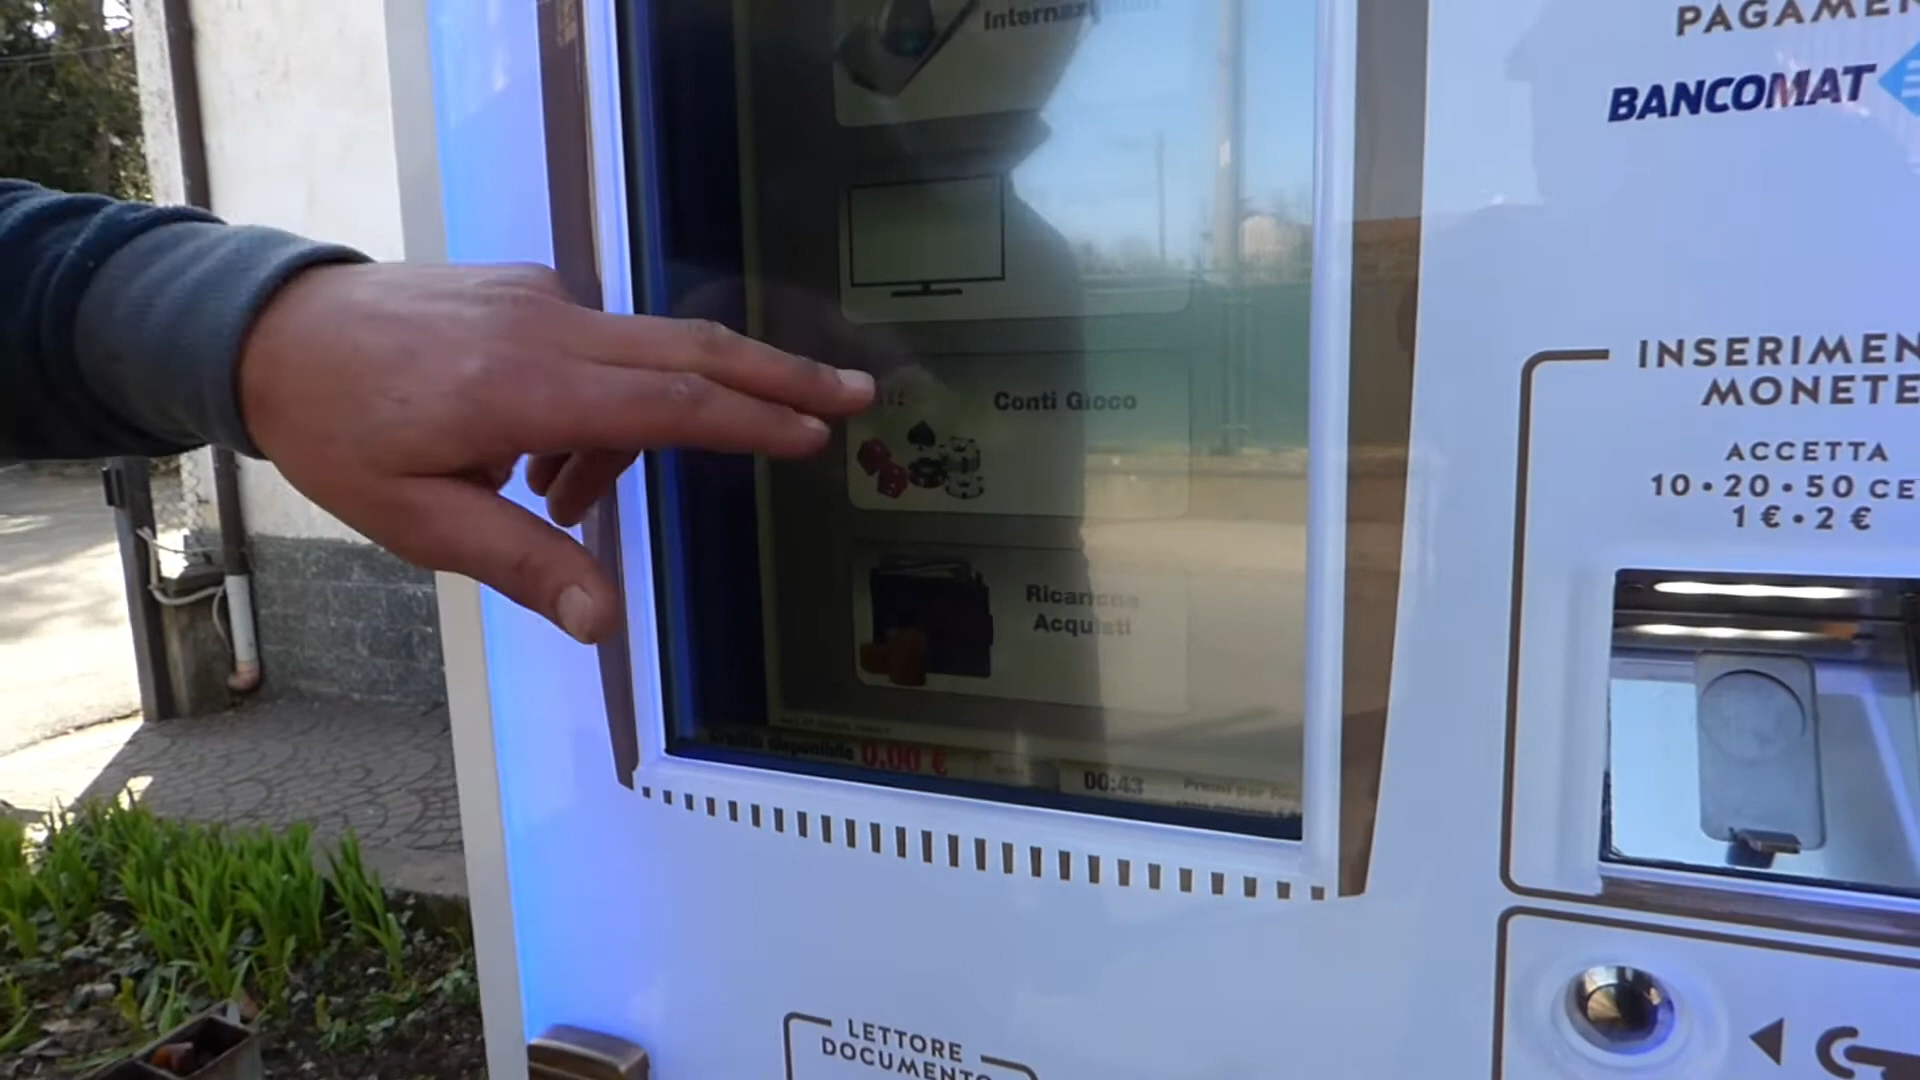 PAGAMEN
BANCOMAT
Conti Gioco
Ricariche
Acquisti
disponibile 0.00 €
00:43
INSERIMEN
MONETE
ACCETTA
10 • 20 • 50 CE
1 € • 2 €
LETTORE
DOCUMENTO